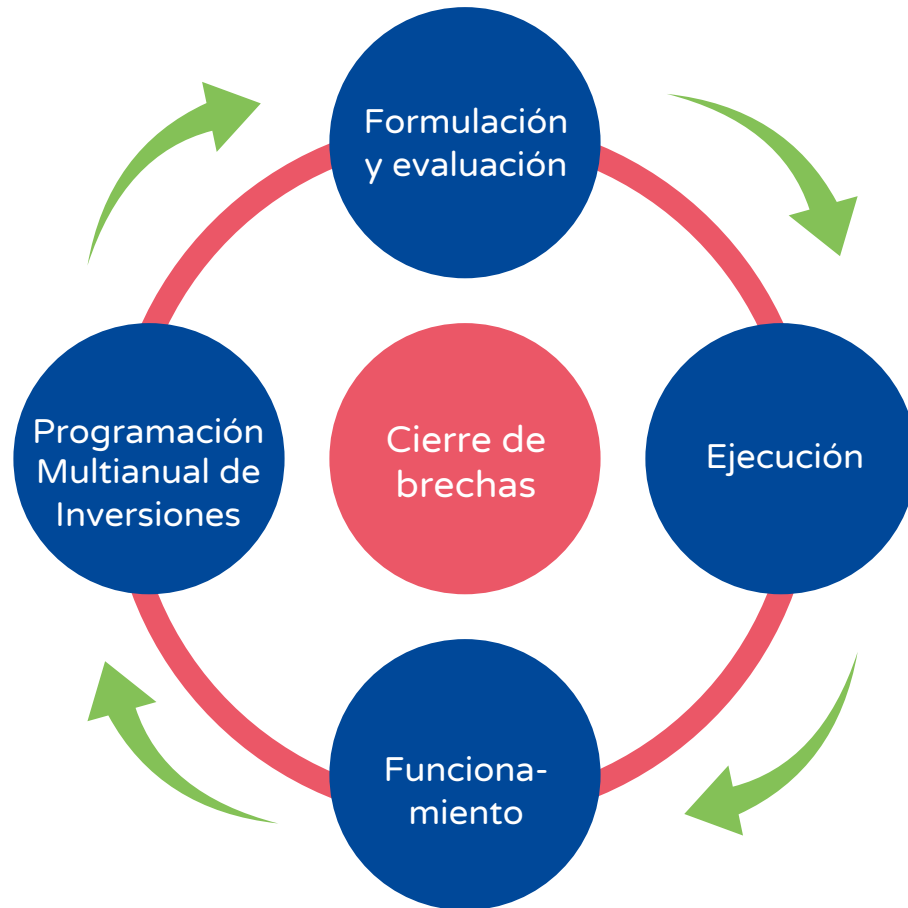 Formulación
y evaluación
Programación
Multianual de
Inversiones
Cierre de
brechas
Ejecución
Funciona-
miento